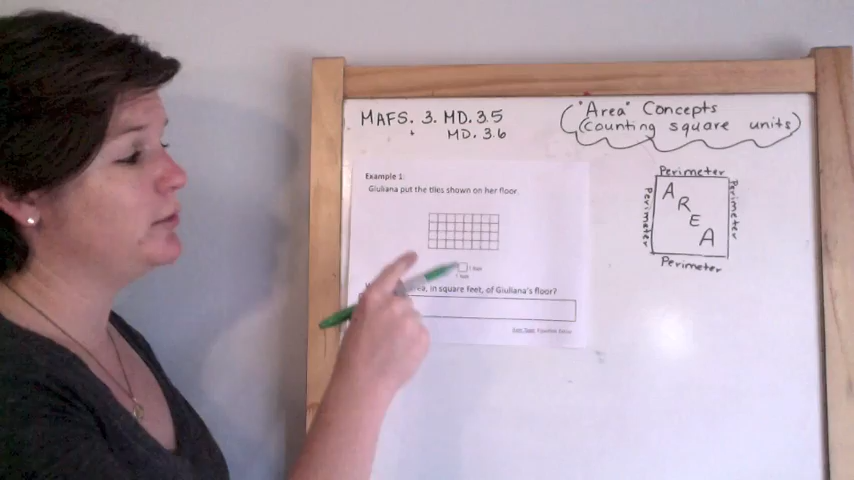 MAFS. 3. MD. 3.5
MD. 3.6
"Area" Concepts
(counting square units)
Example 1:
Giuliana put the tiles shown on her floor.
1 foot
1 foot
area, in square feet, of Giuliana's floor?
Perimeter
Perimeter
AREA
Perimeter
Perimeter